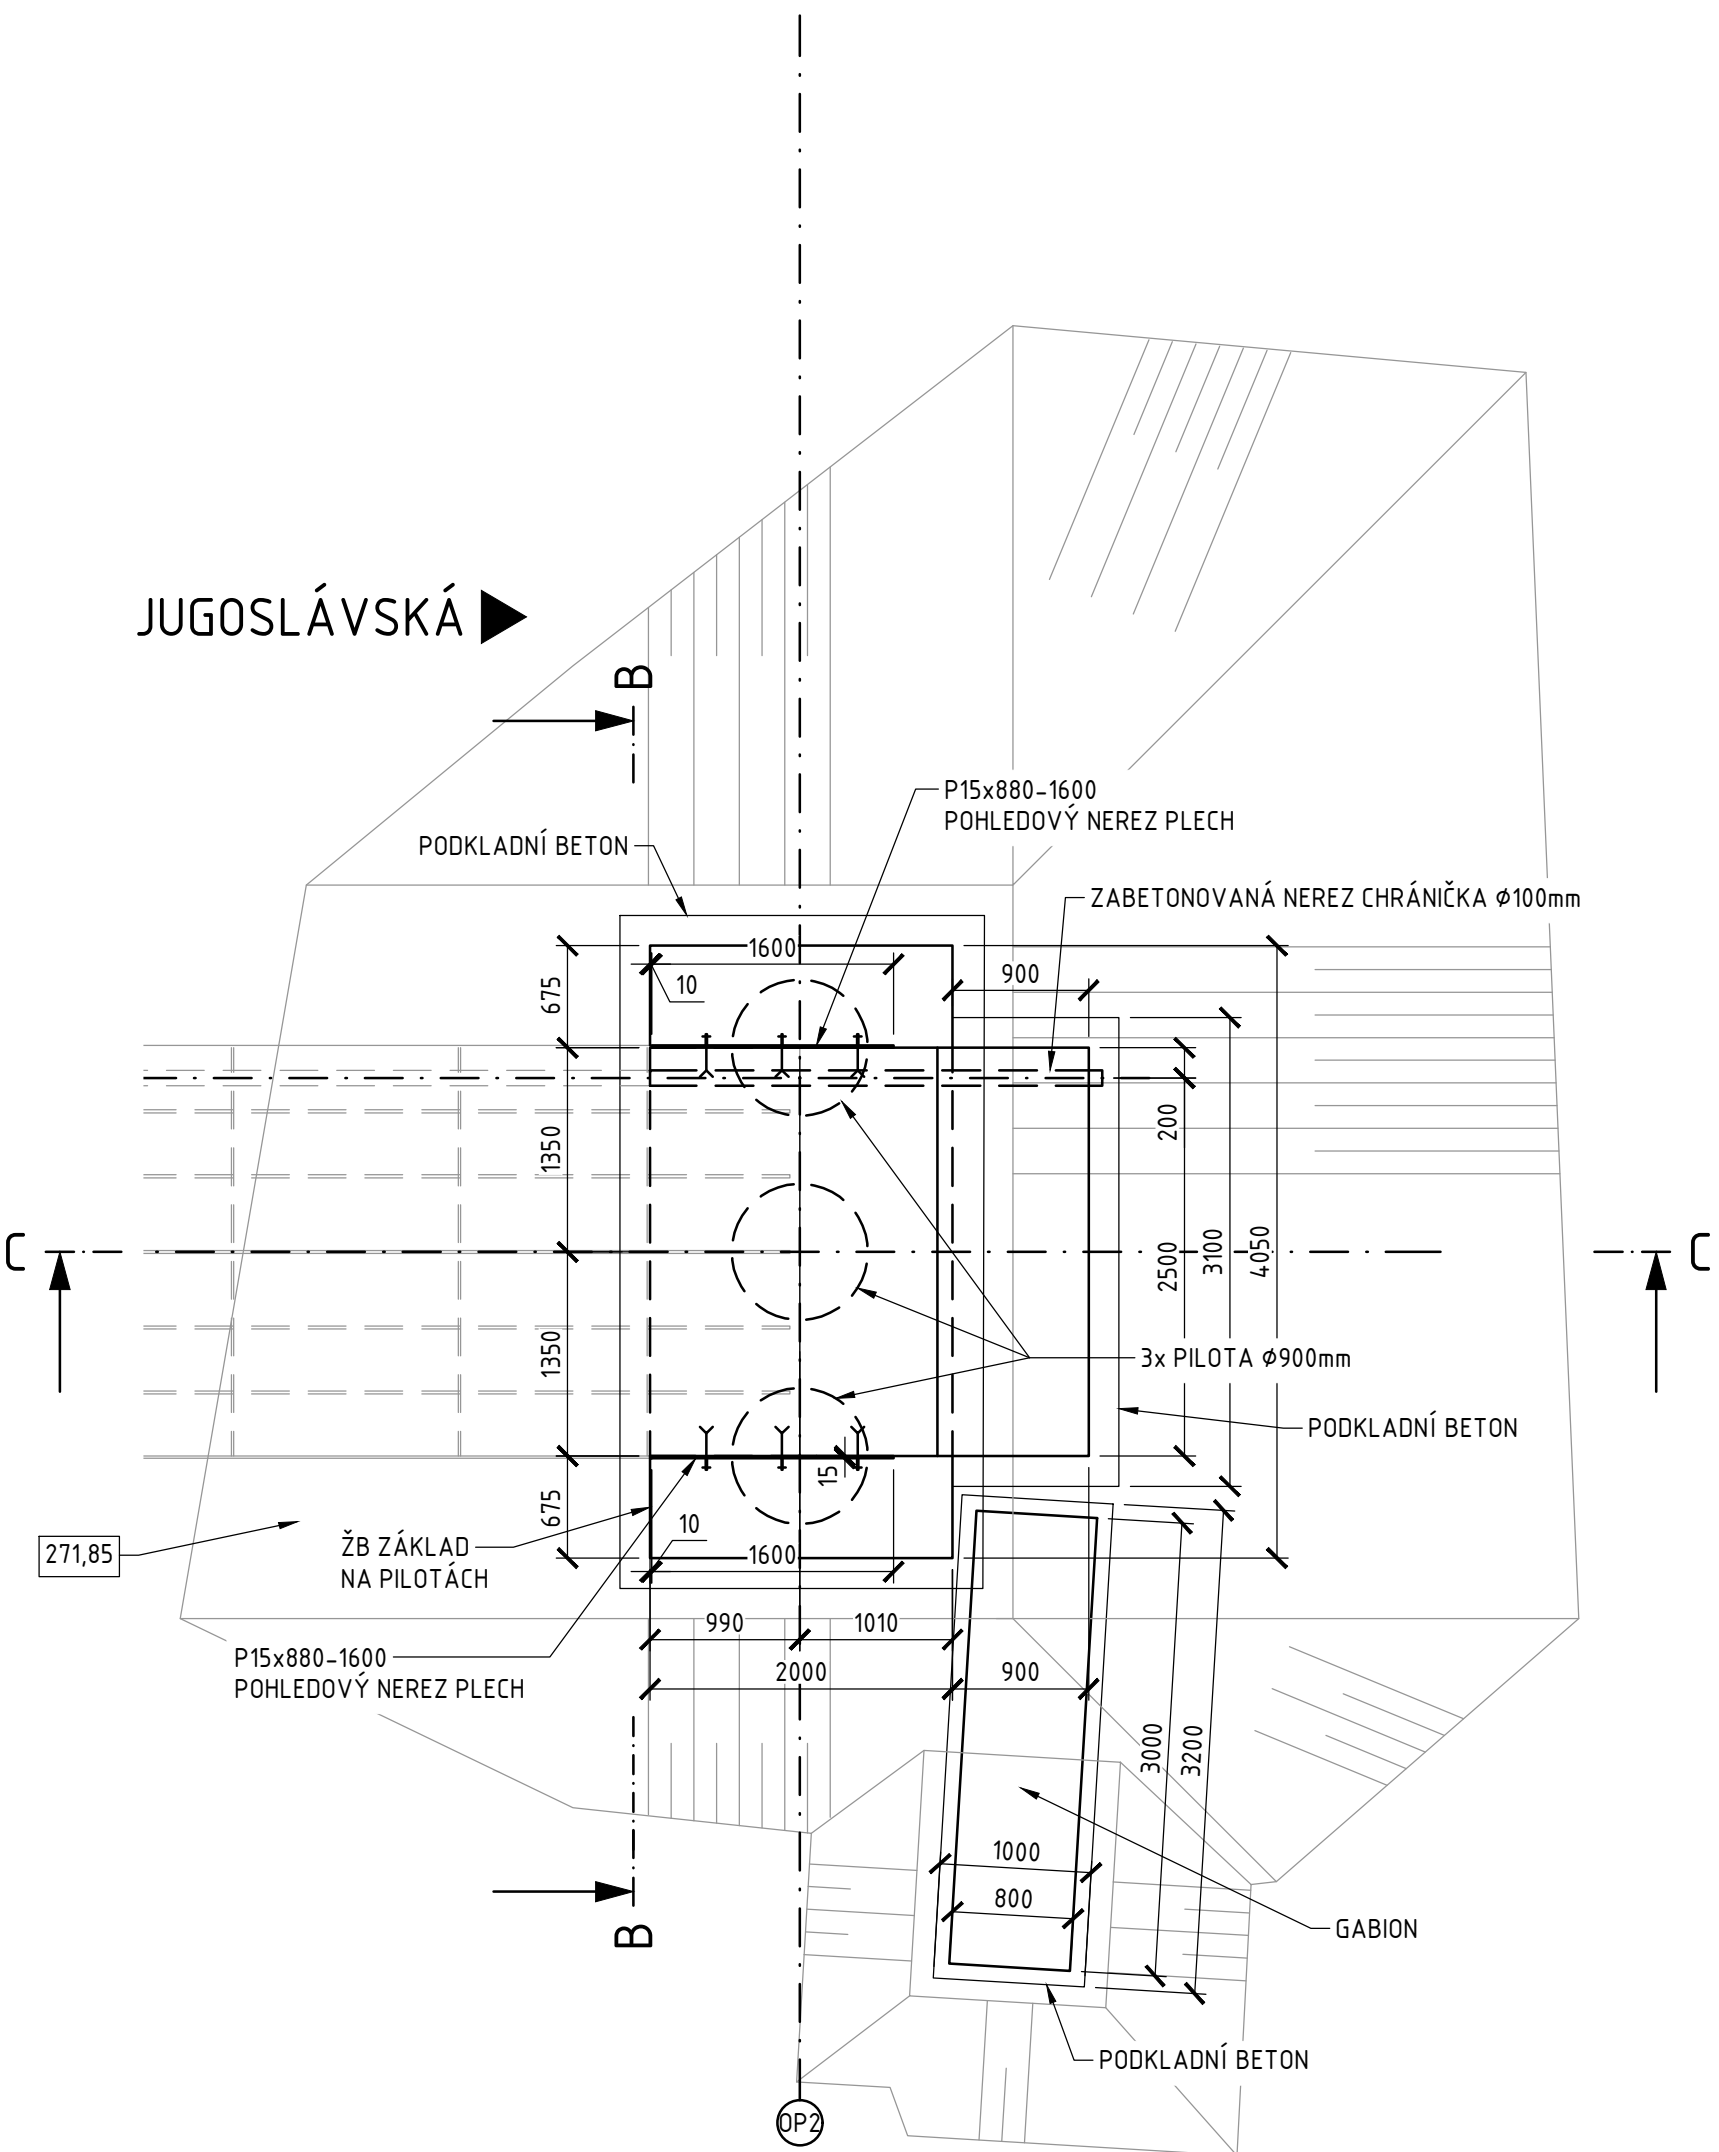 JUGOSLÁVSKÁ
B
P15x880-1600
POHLEDOVÝ NEREZ PLECH
PODKLADNÍ BETON
ZABETONOVANÁ NEREZ CHRÁNIČKA Φ100mm
1600
900
10
675
200
1350
C
2500
3100
4050
C
1350
3x PILOTA Φ900mm
PODKLADNÍ BETON
15
675
10
271,85
ŽB ZÁKLAD
NA PILOTÁCH
1600
990
1010
P15x880-1600
POHLEDOVÝ NEREZ PLECH
2000
900
3000
3200
1000
800
B
GABION
PODKLADNÍ BETON
OP2